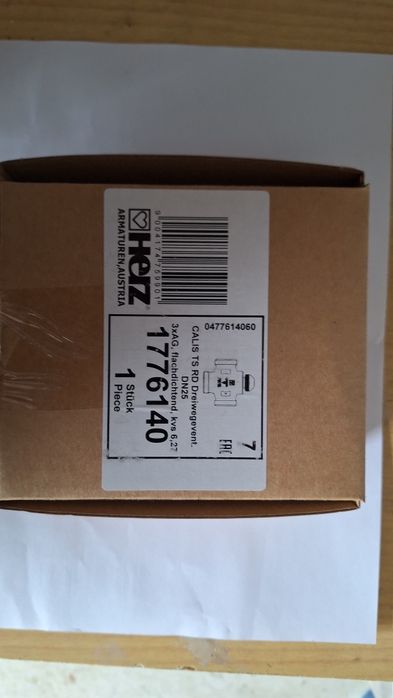 HERZ
ARMATUREN, AUSTRIA
9004174759901
0477614060
CALIS TS RD Dreiwegevent.
DN25
3xAG, flachdichtend, kvs 6,27
1776140
1 Stück
Piece
7
EAC